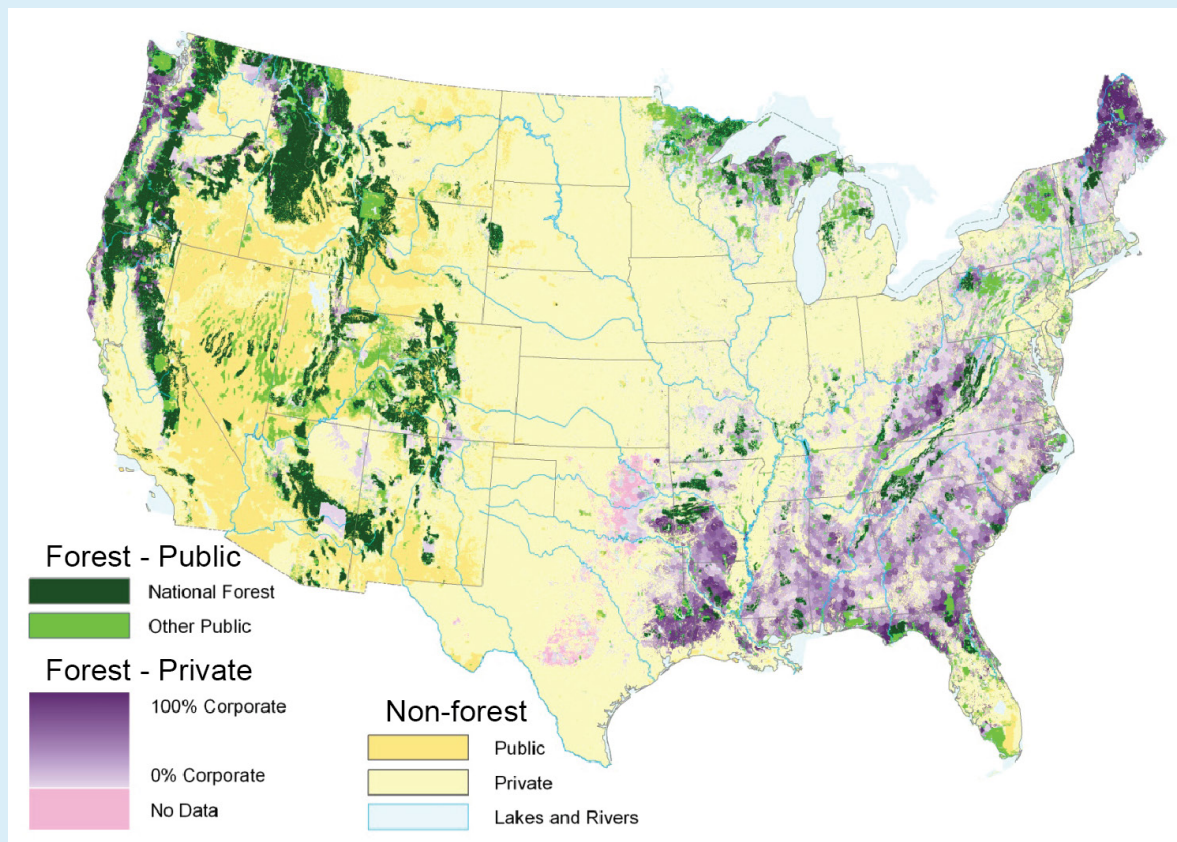 Forest - Public
National Forest
Other Public
Forest - Private
100% Corporate
0% Corporate
No Data
Non-forest
Public
Private
Lakes and Rivers